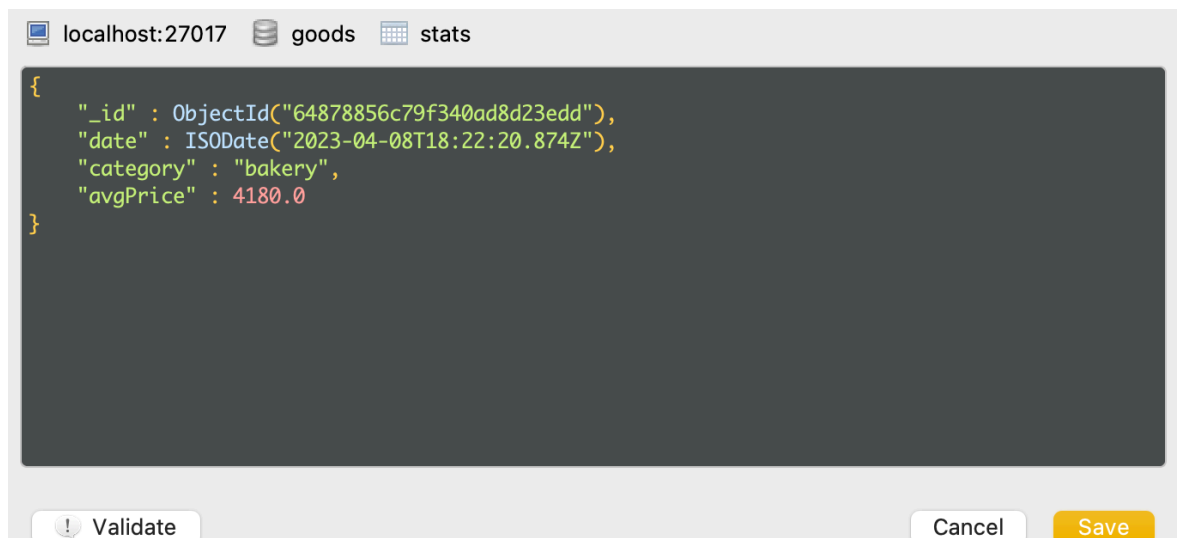 localhost:27017 goods stats
{
    "_id" : ObjectId("64878856c79f340ad8d23edd"),
    "date" : ISODate("2023-04-08T18:22:20.874Z"),
    "category" : "bakery",
    "avgPrice" : 4180.0
}
! Validate Cancel Save